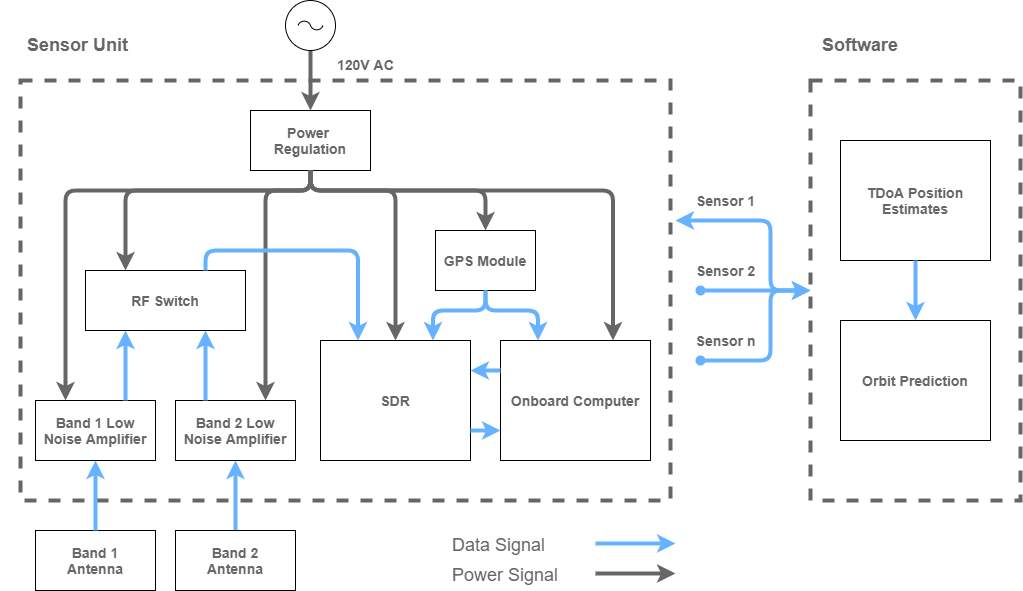 Sensor Unit
Software
120V AC
Power
Regulation
Sensor 1
TDoA Position
Estimates
GPS Module
Sensor 2
RF Switch
Sensor n
SDR
Onboard Computer
Orbit Prediction
Band 1 Low
Noise Amplifier
Band 2 Low
Noise Amplifier
Band 1
Antenna
Band 2
Antenna
Data Signal
Power Signal